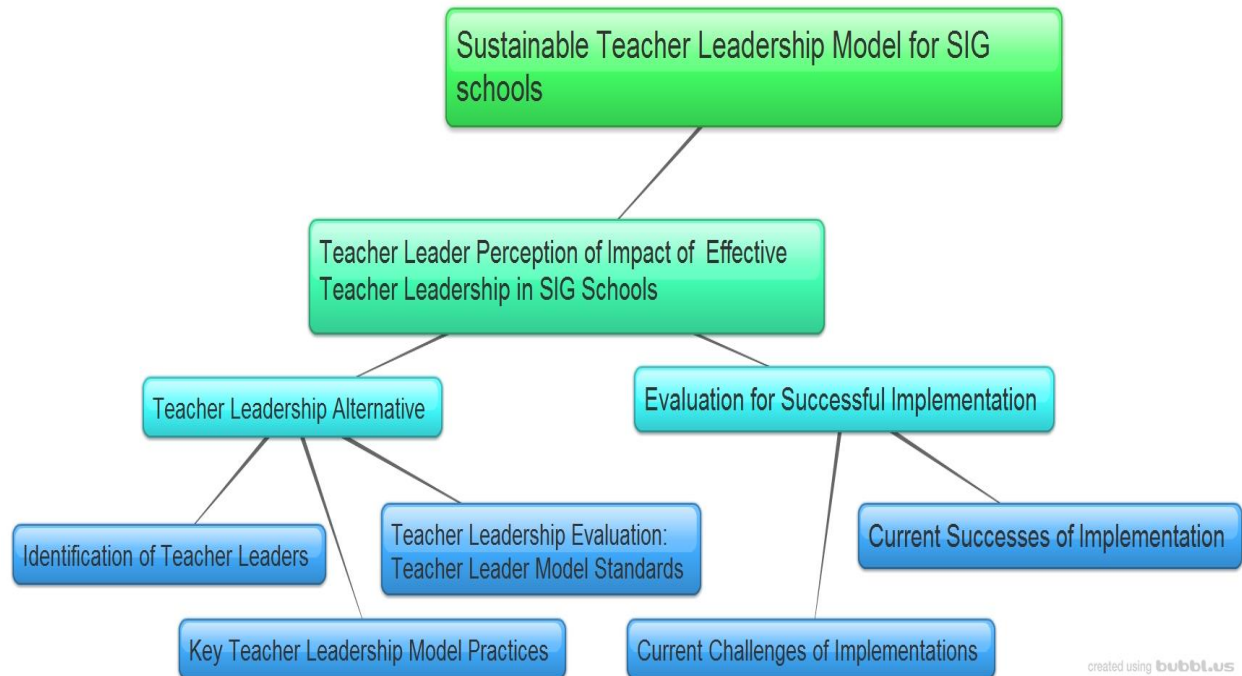 Sustainable Teacher Leadership Model for SIG
schools
Teacher Leader Perception of Impact of Effective
Teacher Leadership in SIG Schools
Teacher Leadership Alternative
Evaluation for Successful Implementation
Identification of Teacher Leaders
Teacher Leadership Evaluation:
Teacher Leader Model Standards
Current Successes of Implementation
Key Teacher Leadership Model Practices
Current Challenges of Implementations
created using bubbl.us